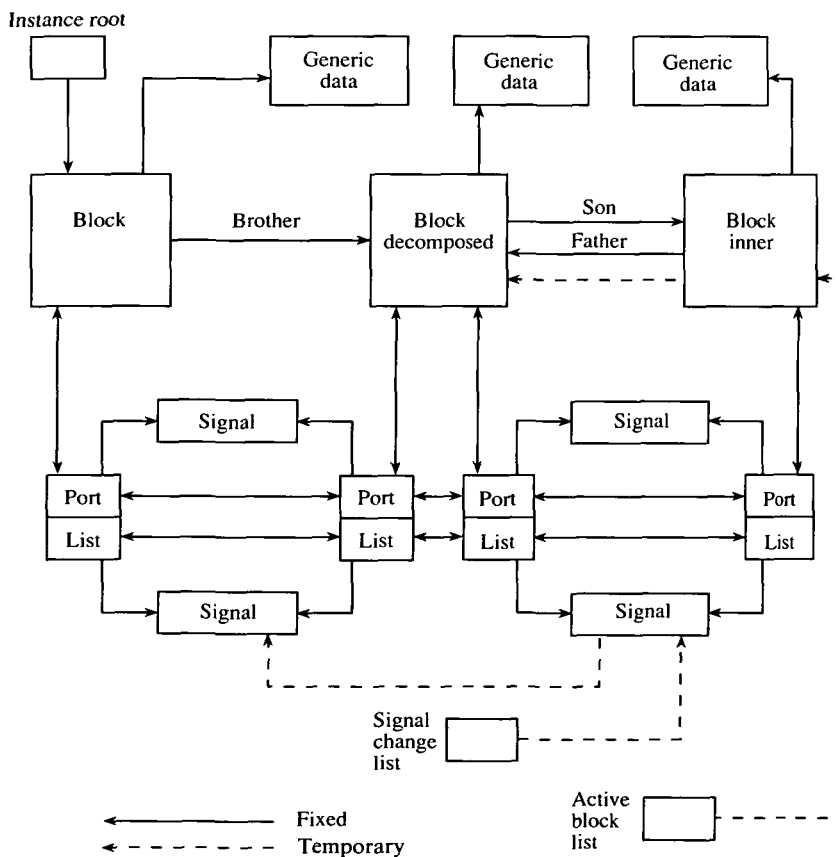 Instance root
Generic
data
Generic
data
Generic
data
Block
Brother
Block
decomposed
Son
Father
Block
inner
Signal
Signal
Port
List
Port
List
Port
List
Port
List
Signal
Signal
Signal
change
list
Fixed
Temporary
Active
block
list